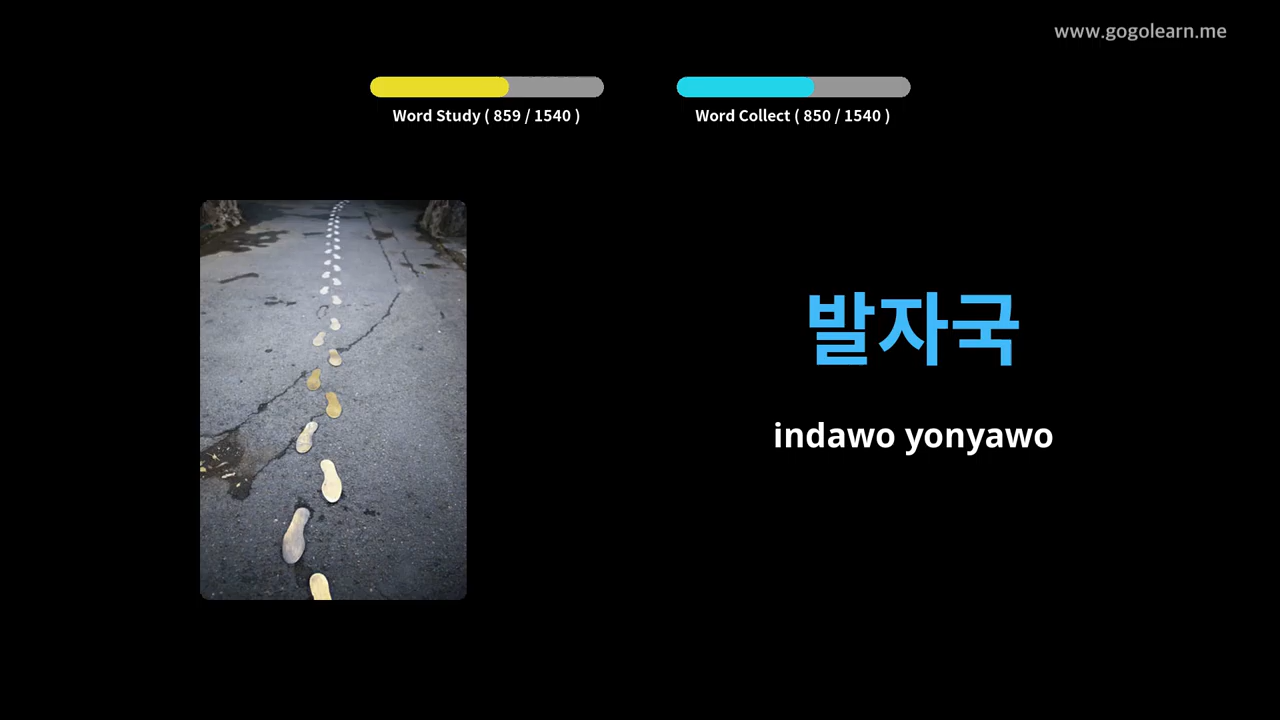 www.gogolearn.me
Word Study ( 859 / 1540 )
Word Collect ( 850 / 1540 )
발자국
indawo yonyawo